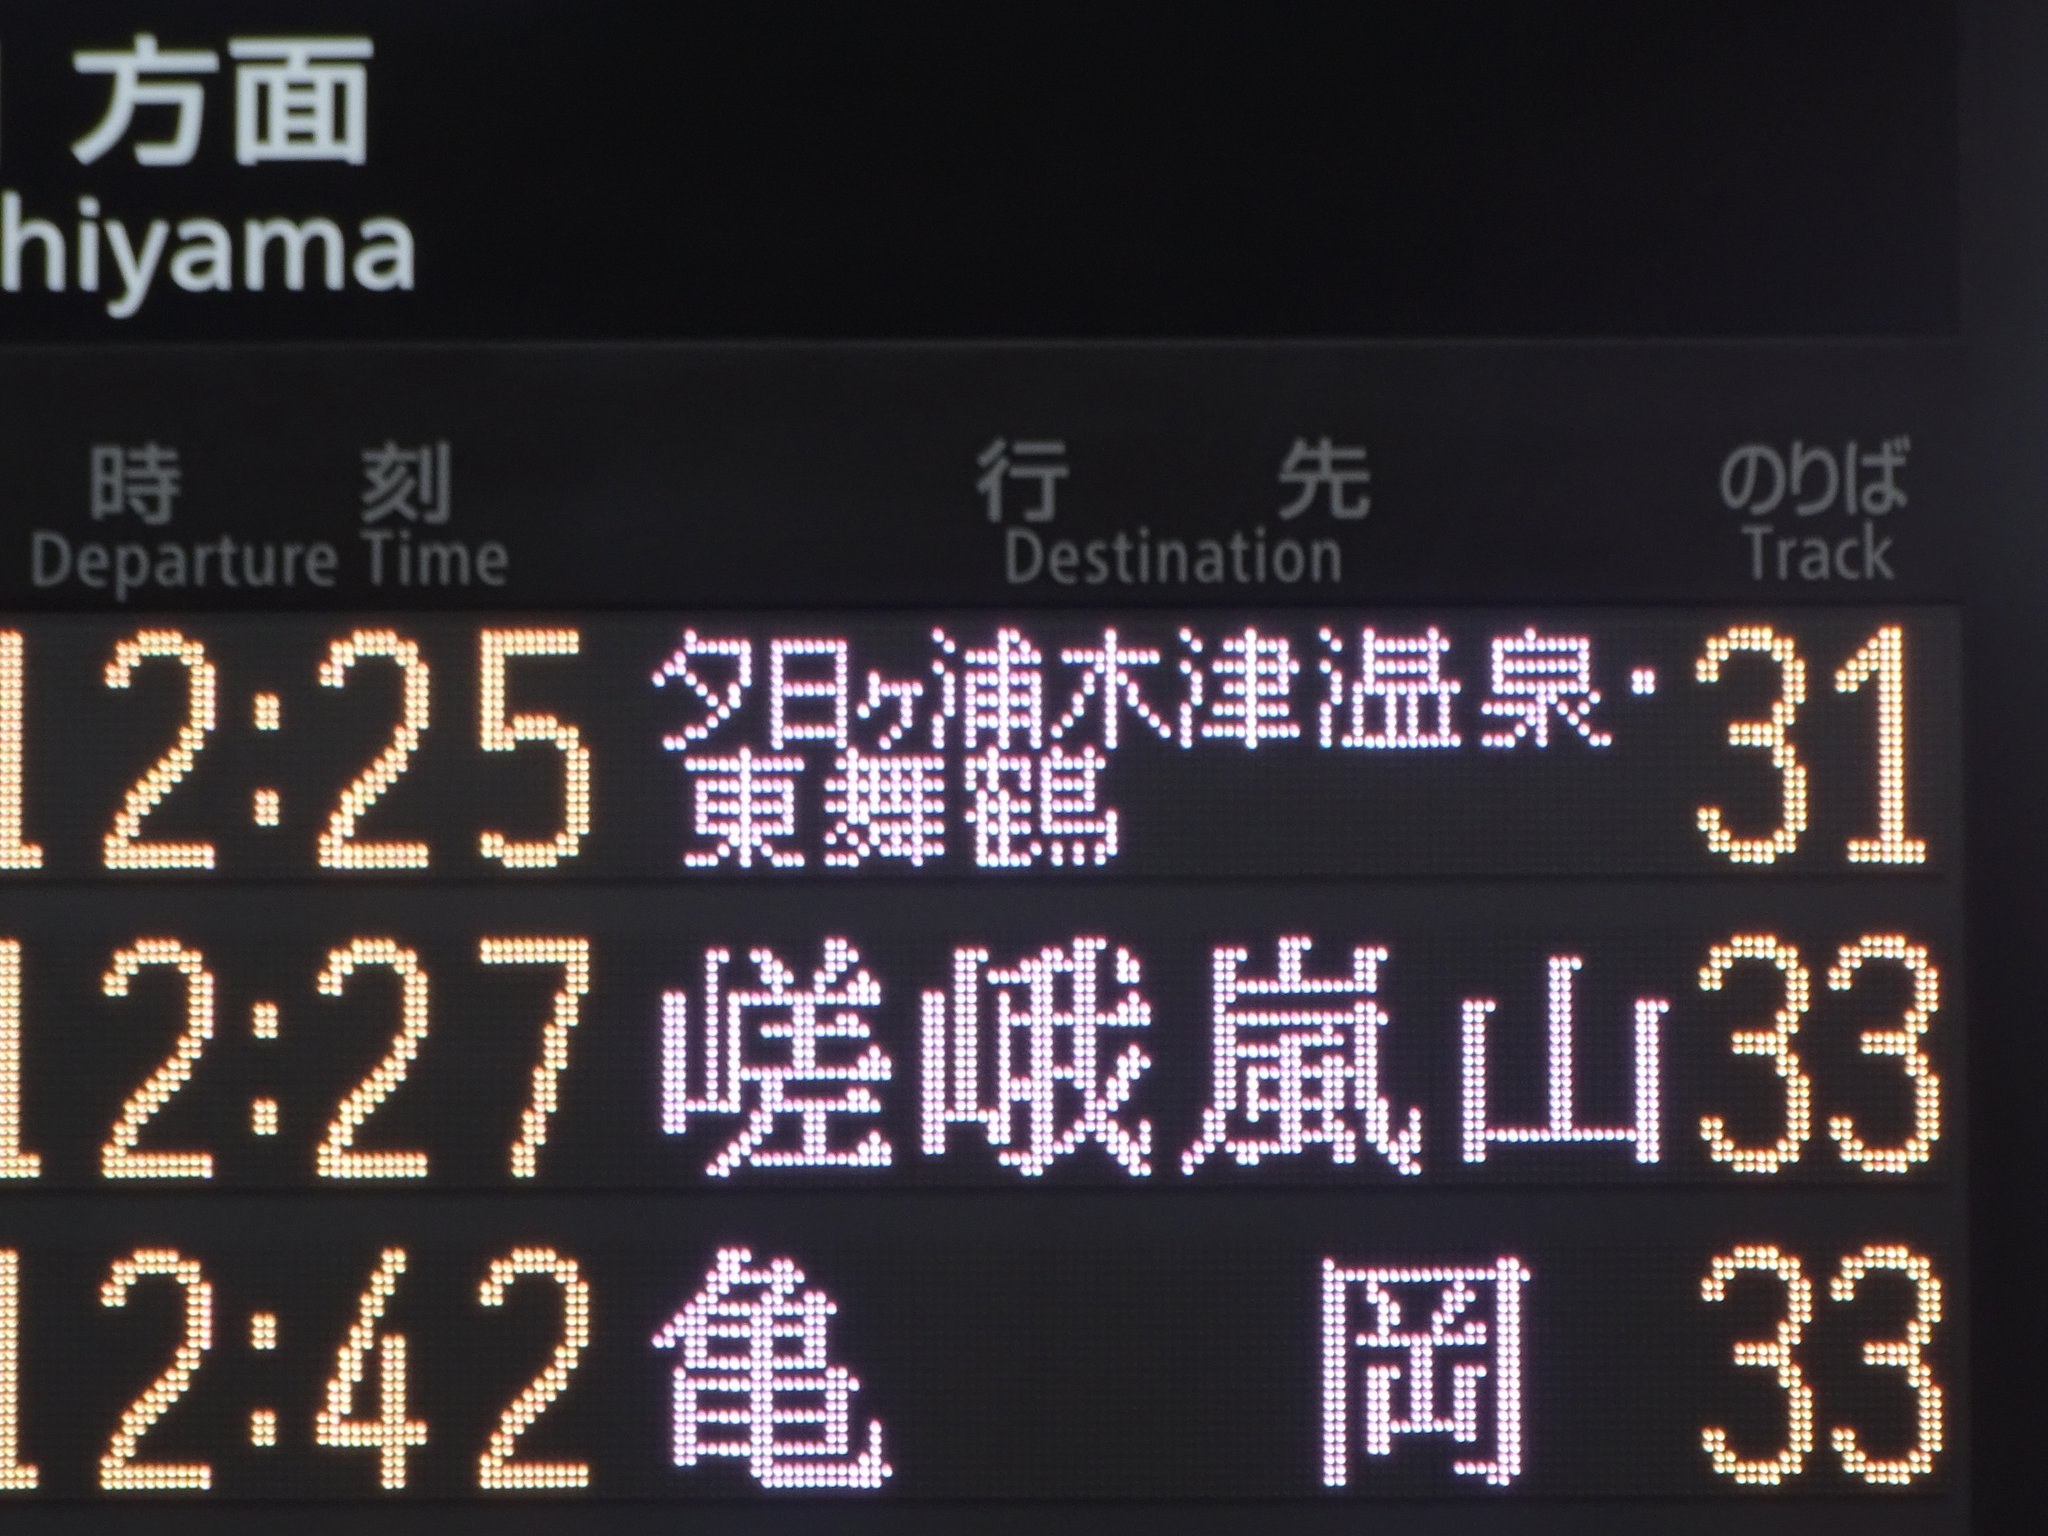 方面
hiyama
時刻 行先 のりば
Departure Time Destination Track
12:25 夕日ヶ浦木津温泉・ 31
東舞鶴
12:27 嵯峨嵐山 33
12:42 亀岡 33